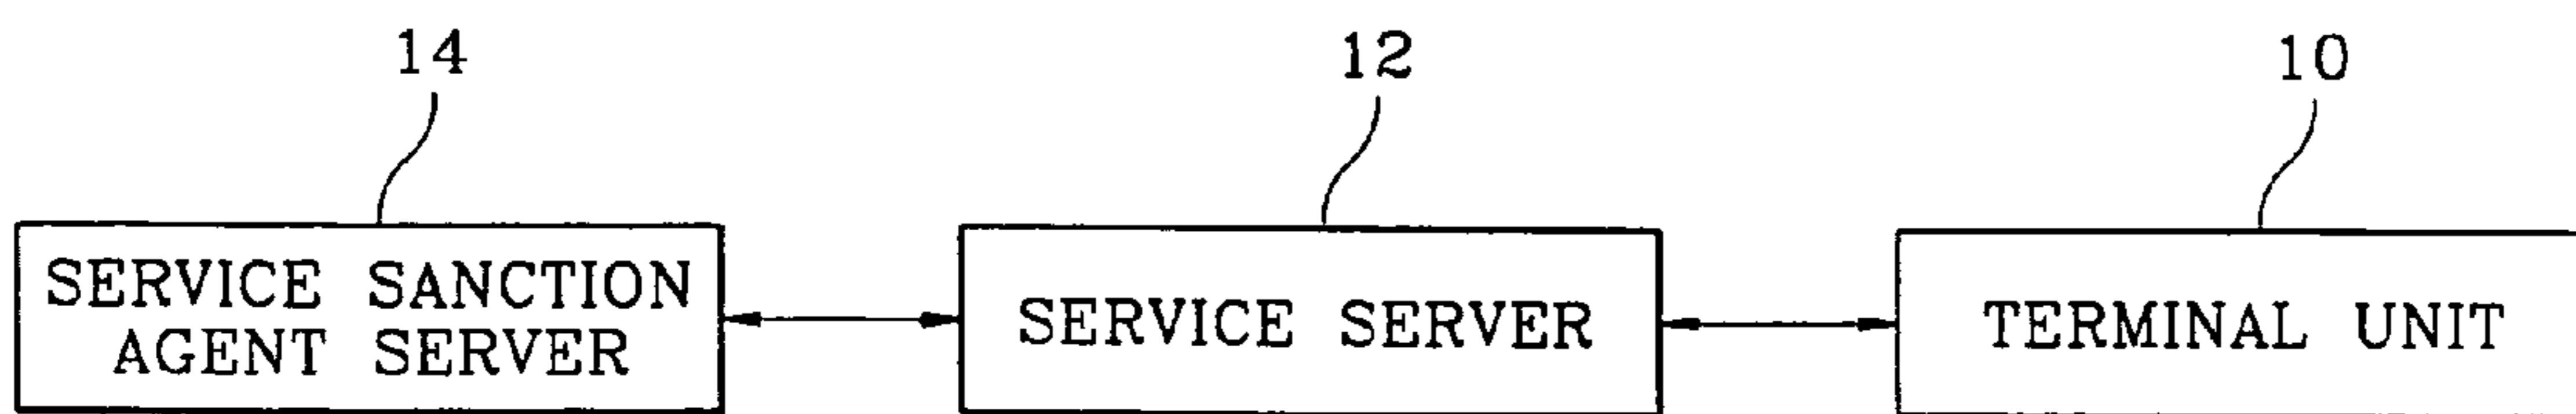 14
12
10
SERVICE SANCTION
AGENT SERVER
SERVICE SERVER
TERMINAL UNIT